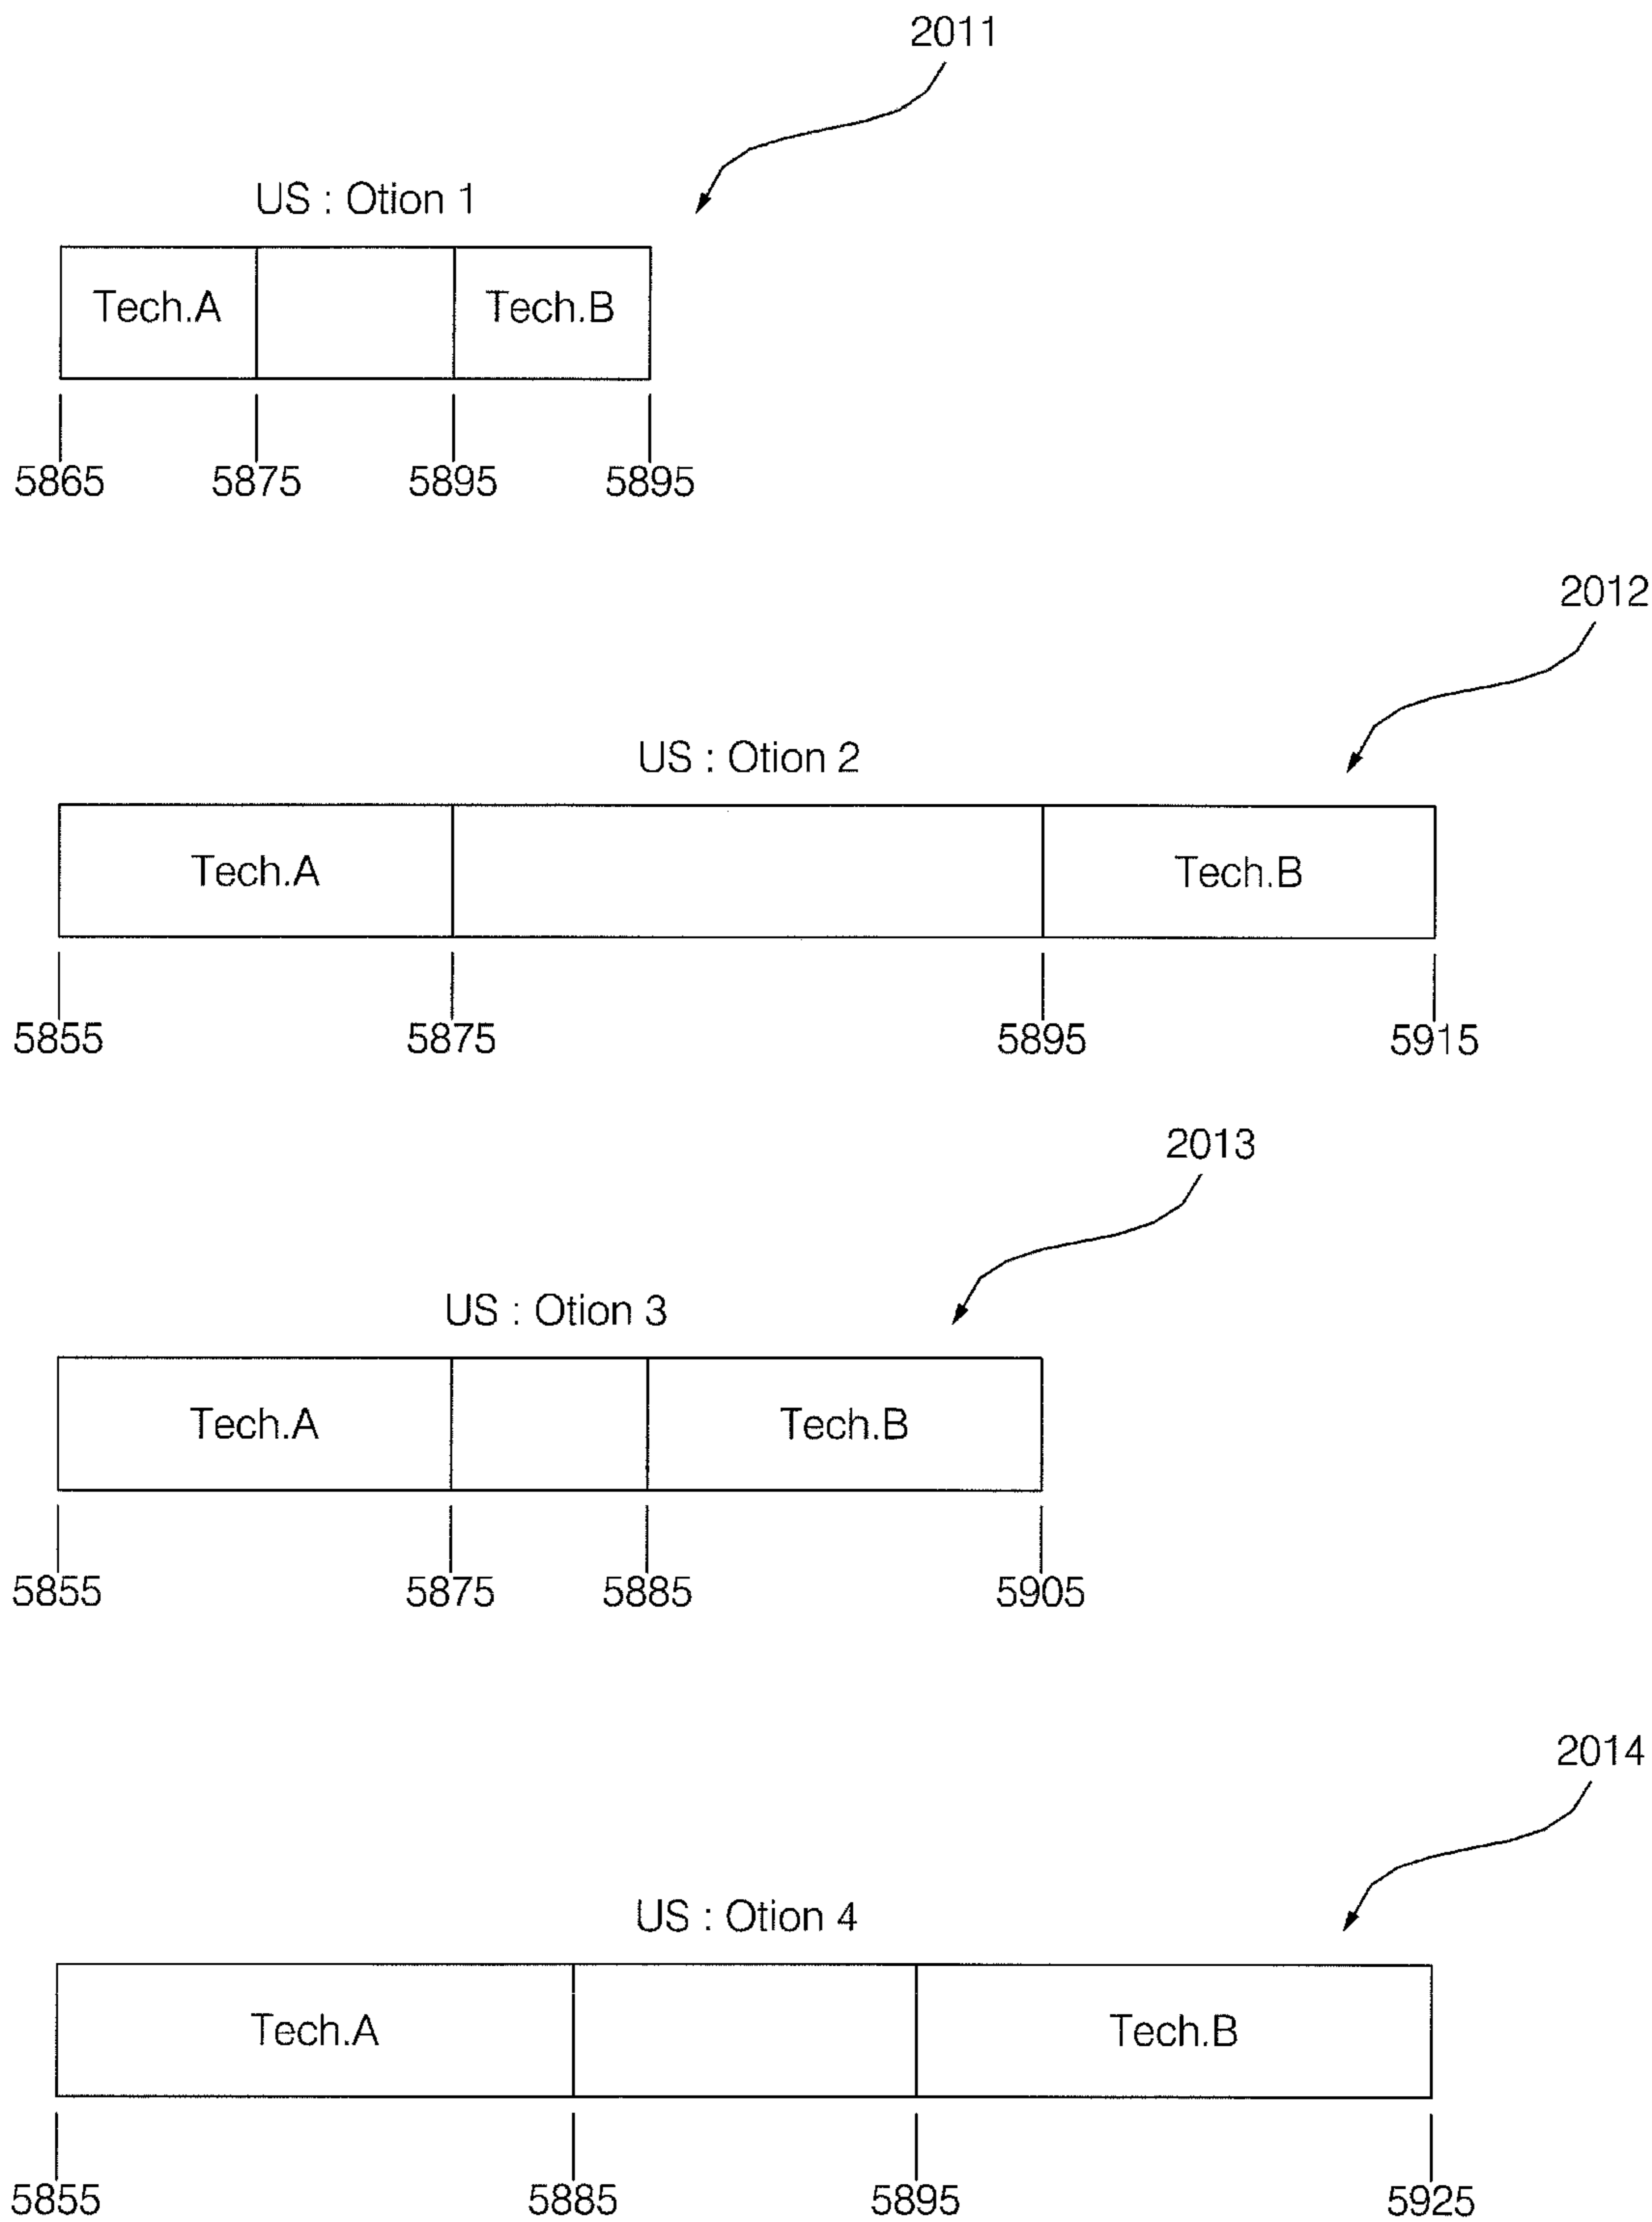 2011
US : Otion 1
Tech.A Tech.B
5865 5875 5895 5895
2012
US : Otion 2
Tech.A Tech.B
5855 5875 5895 5915
2013
US : Otion 3
Tech.A Tech.B
5855 5875 5885 5905
2014
US : Otion 4
Tech.A Tech.B
5855 5885 5895 5925